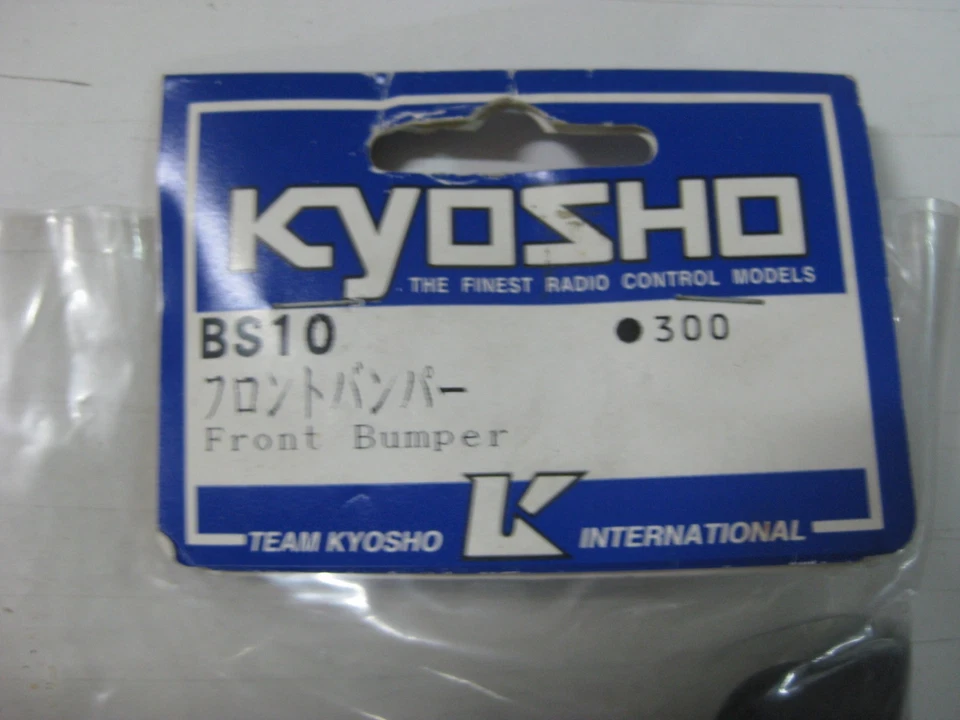 KYOSHO
THE FINEST RADIO CONTROL MODELS
BS10 ●300
フロントバンパー
Front Bumper
TEAM KYOSHO K INTERNATIONAL